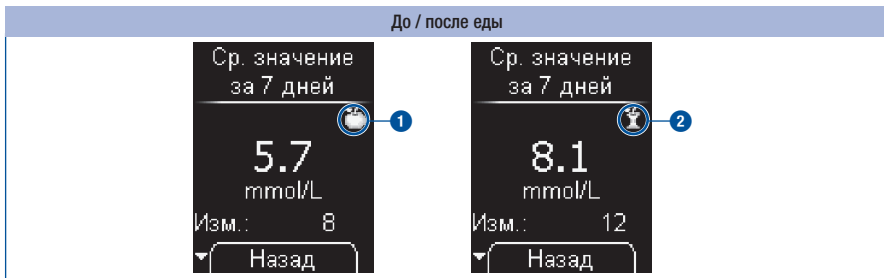 До / после еды
Ср. значение
за 7 дней
1
5.7
mmol/L
Изм.: 8
Назад
Ср. значение
за 7 дней
2
8.1
mmol/L
Изм.: 12
Назад